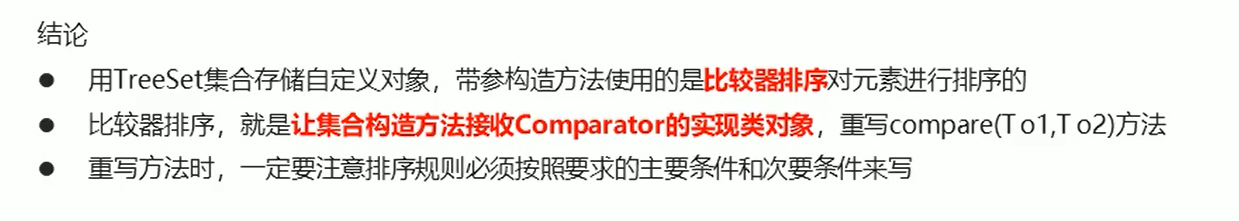 结论
● 用TreeSet集合存储自定义对象，带参构造方法使用的是比较器排序对元素进行排序的
● 比较器排序，就是让集合构造方法接收Comparator的实现类对象，重写compare(T o1,T o2)方法
● 重写方法时，一定要注意排序规则必须按照要求的主要条件和次要条件来写